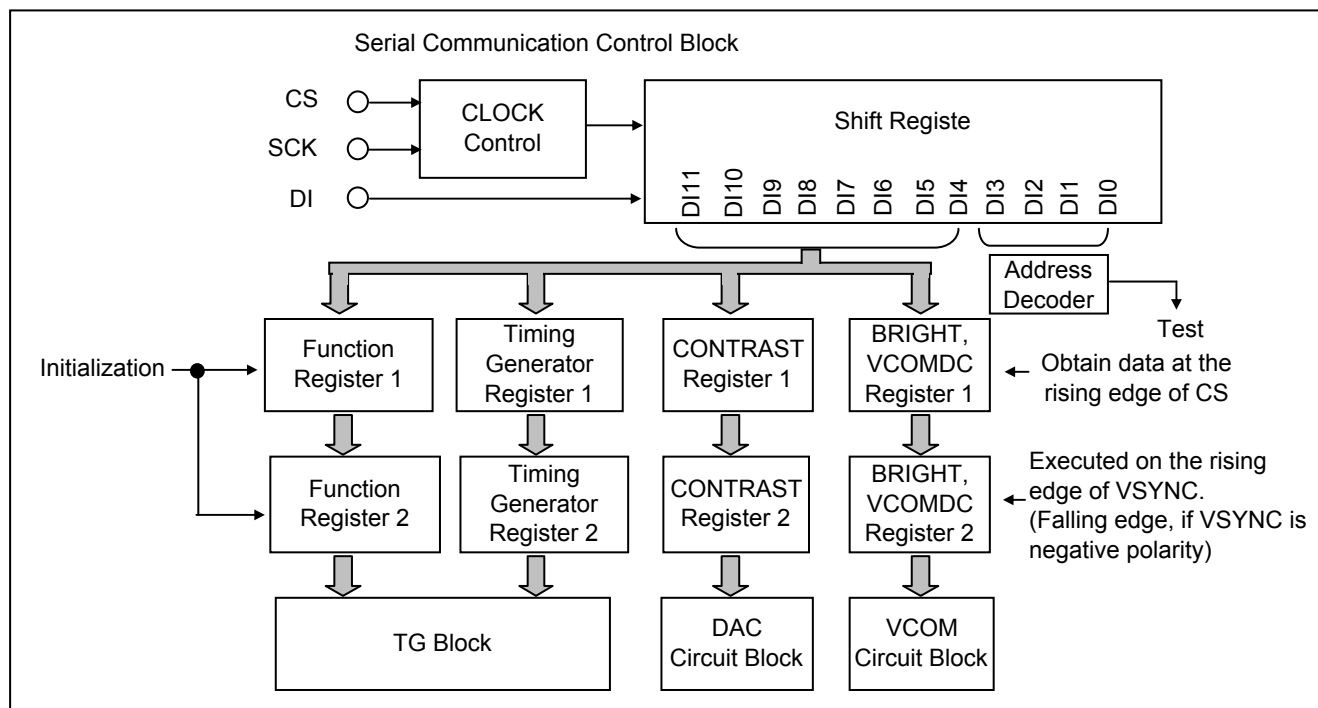 Serial Communication Control Block
CS
SCK
DI
CLOCK
Control
Shift Registe
DI11
DI10
DI9
DI8
DI7
DI6
DI5
DI4
DI3
DI2
DI1
DI0
Address
Decoder
Test
Initialization
Function
Register 1
Timing
Generator
Register 1
CONTRAST
Register 1
BRIGHT,
VCOMDC
Register 1
Obtain data at the
rising edge of CS
Function
Register 2
Timing
Generator
Register 2
CONTRAST
Register 2
BRIGHT,
VCOMDC
Register 2
Executed on the rising
edge of VSYNC.
(Falling edge, if VSYNC is
negative polarity)
TG Block
DAC
Circuit Block
VCOM
Circuit Block